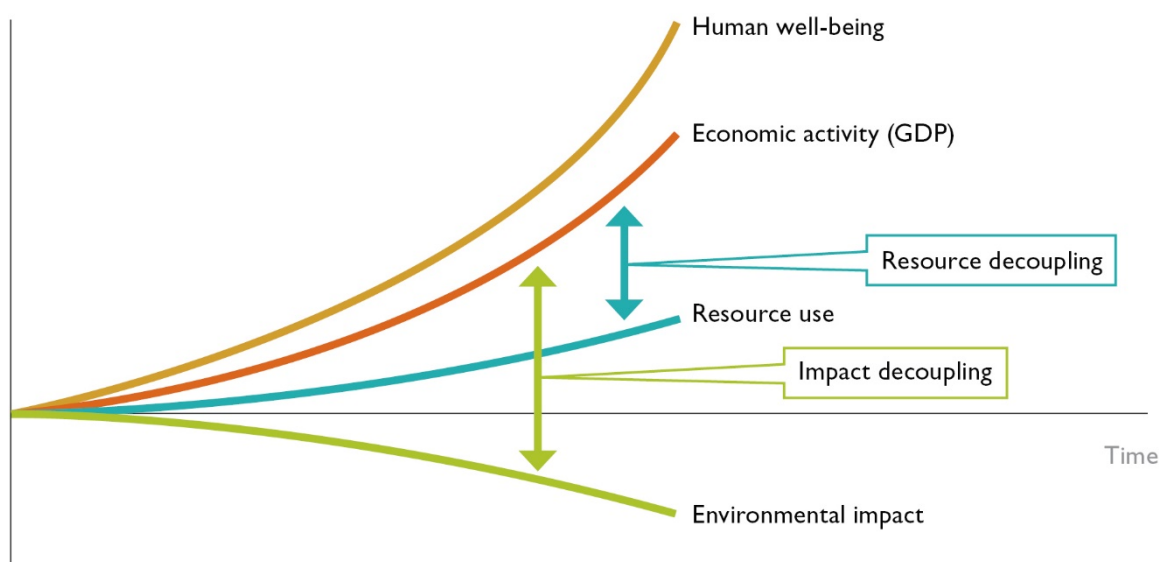 Human well-being
Economic activity (GDP)
Resource decoupling
Resource use
Impact decoupling
Time
Environmental impact